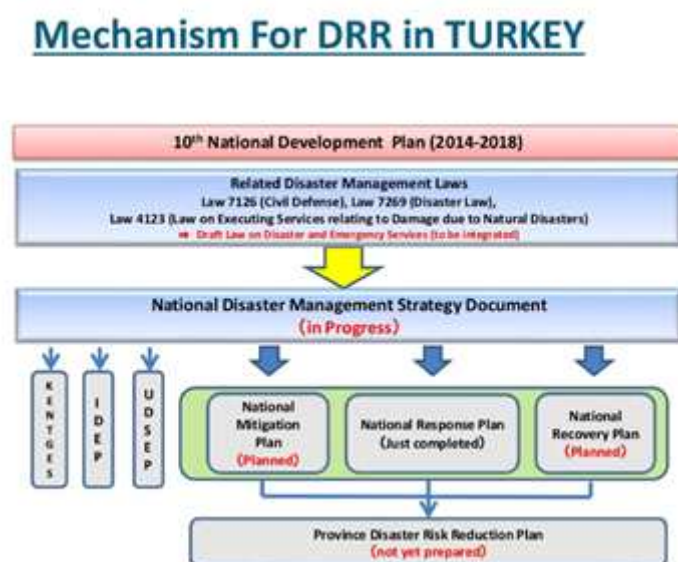 Mechanism For DRR in TURKEY
10th National Development Plan (2014-2018)
Related Disaster Management Laws
Law 7126 (Civil Defense), Law 7269 (Disaster Law),
Law 4123 (Law on Executing Services relating to Damage due to Natural Disasters)
⇒ Draft Law on Disaster and Emergency Services (to be integrated)
National Disaster Management Strategy Document
(in Progress)
KENTGES
IDEP
UDSEP
National
Mitigation
Plan
(Planned)
National Response Plan
(Just completed)
National
Recovery Plan
(Planned)
Province Disaster Risk Reduction Plan
(not yet prepared)